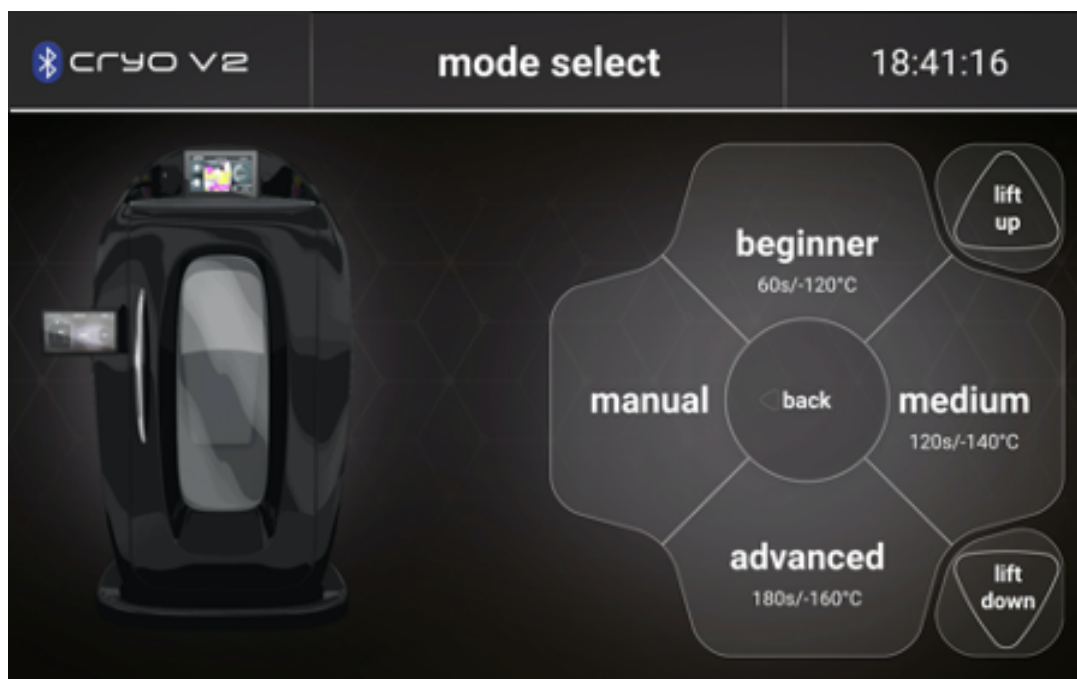 cryo v2
mode select
18:41:16
lift
up
beginner
60s/-120°C
manual
back
medium
120s/-140°C
advanced
180s/-160°C
lift
down